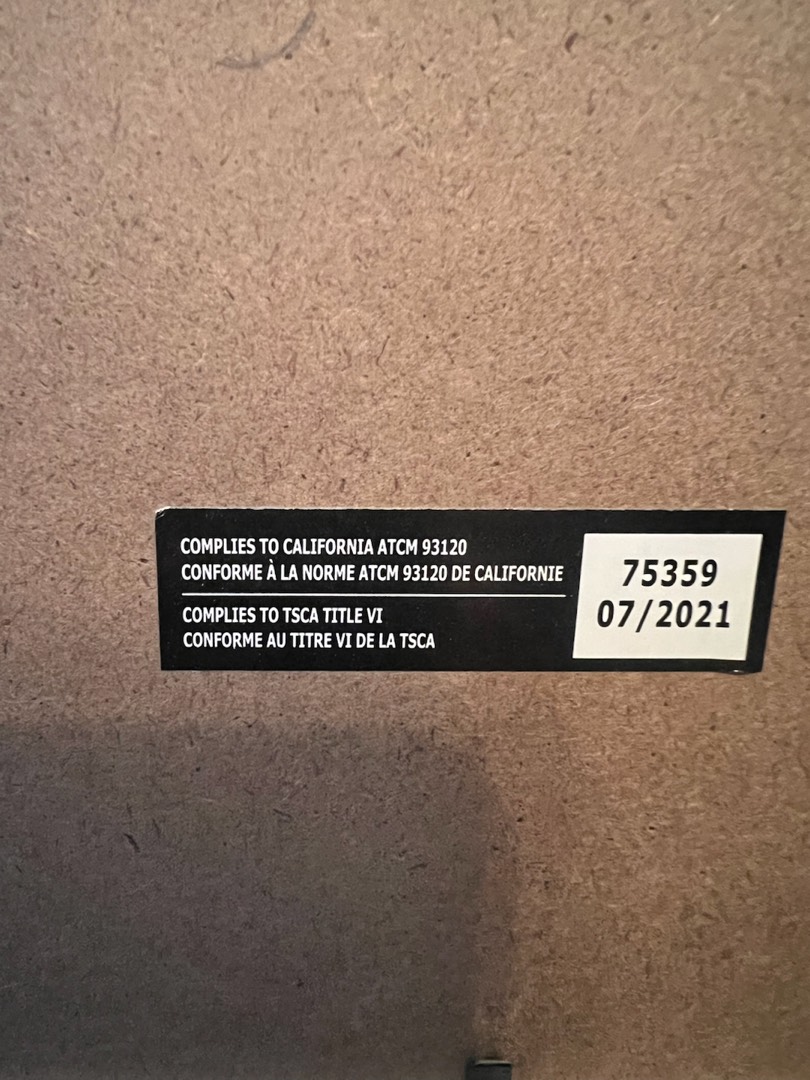 COMPLIES TO CALIFORNIA ATCM 93120
CONFORME À LA NORME ATCM 93120 DE CALIFORNIE
COMPLIES TO TSCA TITLE VI
CONFORME AU TITRE VI DE LA TSCA
75359
07/2021